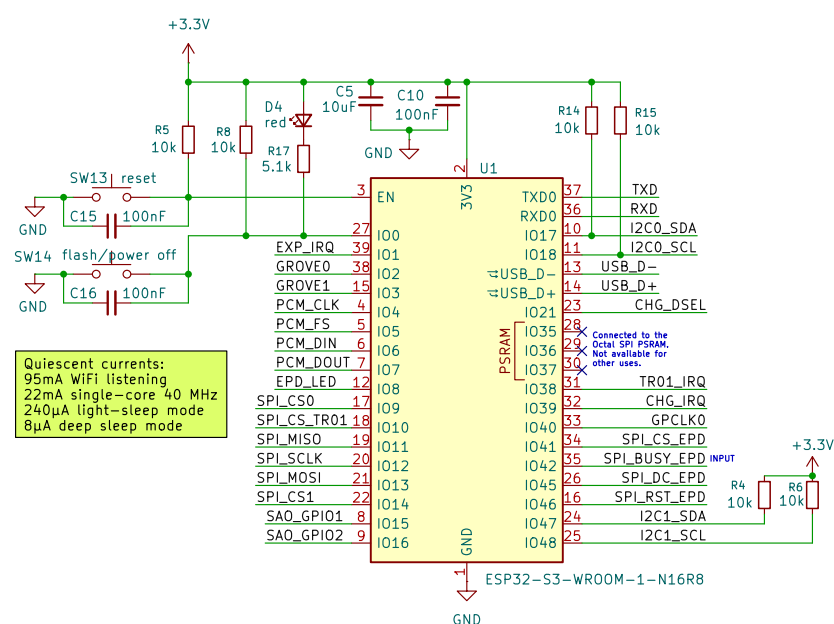 +3.3V
C5
10uF
C10
100nF
D4
red
R5
10k
R8
10k
R17
5.1k
R14
10k
R15
10k
GND
SW13 reset
C15 100nF
GND
SW14 flash/power off
C16 100nF
GND
U1
2
3V3
3 EN
27 IO0
EXP_IRQ 39 IO1
GROVE0 38 IO2
GROVE1 15 IO3
PCM_CLK 4 IO4
PCM_FS 5 IO5
PCM_DIN 6 IO6
PCM_DOUT 7 IO7
EPD_LED 12 IO8
SPI_CS0 17 IO9
SPI_CS_TR01 18 IO10
SPI_MISO 19 IO11
SPI_SCLK 20 IO12
SPI_MOSI 21 IO13
SPI_CS1 22 IO14
SAO_GPIO1 8 IO15
SAO_GPIO2 9 IO16
TXD0 37 TXD
RXD0 36 RXD
IO17 10 I2C0_SDA
IO18 11 I2C0_SCL
USB_D- 13 USB_D-
USB_D+ 14 USB_D+
IO21 23 CHG_DSEL
IO35 28
IO36 29
IO37 30
PSRAM
Connected to the
Octal SPI PSRAM.
Not available for
other uses.
IO38 31 TR01_IRQ
IO39 32 CHG_IRQ
IO40 33 GPCLK0
IO41 34 SPI_CS_EPD
IO42 35 SPI_BUSY_EPD INPUT
IO45 26 SPI_DC_EPD
IO46 16 SPI_RST_EPD
IO47 24 I2C1_SDA
IO48 25 I2C1_SCL
+3.3V
R4
10k
R6
10k
Quiescent currents:
95mA WiFi listening
22mA single-core 40 MHz
240µA light-sleep mode
8µA deep sleep mode
GND
1
ESP32-S3-WROOM-1-N16R8
GND